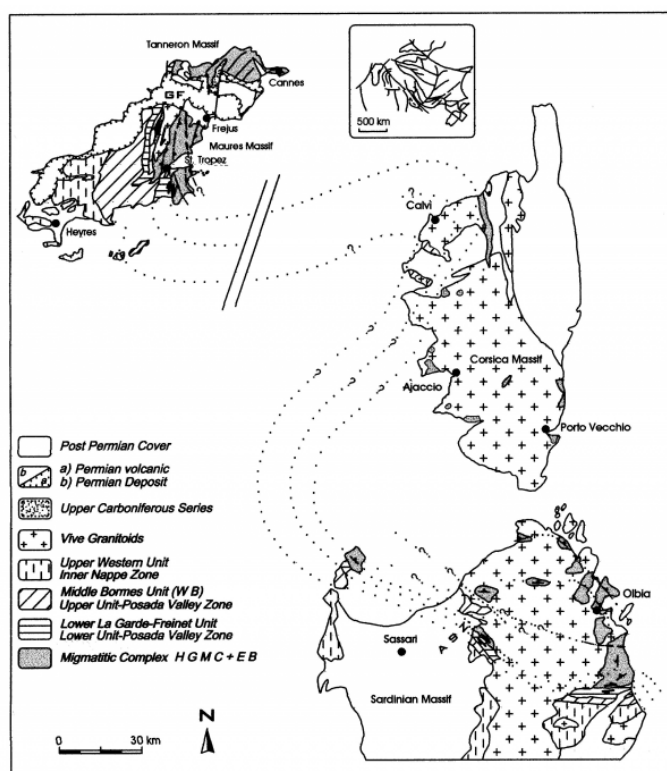 Tanneron Massif
Cannes
G F
Frejus
Maures Massif
St. Tropez
Heyres
500 km
?
?
Calvi
?
?
?
?
Corsica Massif
Ajaccio
?
?
Porto Vecchio
Post Permian Cover
b a
a) Permian volcanic
b) Permian Deposit
Upper Carboniferous Series
Vive Granitoids
Upper Western Unit
Inner Nappe Zone
Middle Bormes Unit (W B)
Upper Unit-Posada Valley Zone
Lower La Garde-Freinet Unit
Lower Unit-Posada Valley Zone
Migmatitic Complex H G M C + E B
?
?
?
Olbia
Sassari
A S N
Sardinian Massif
N
0 30 km